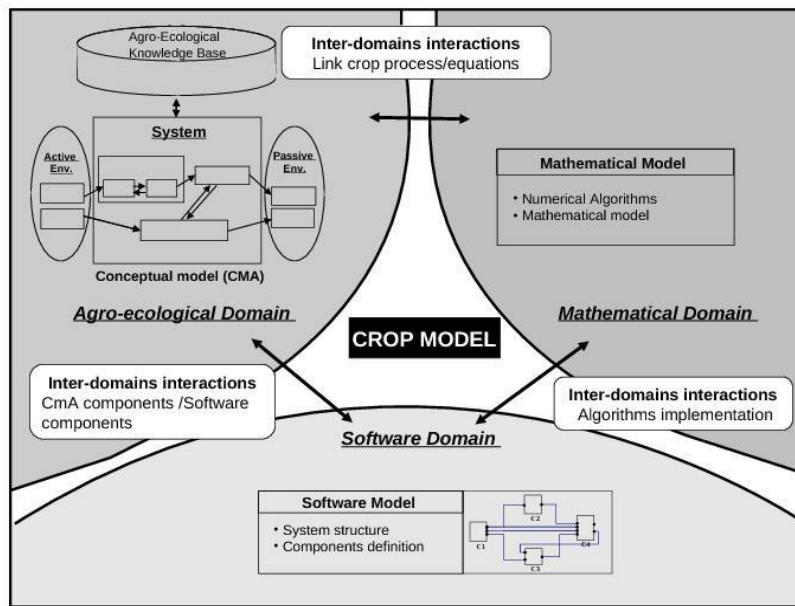 Agro-Ecological
Knowledge Base
Inter-domains interactions
Link crop process/equations
System
Active
Env.
Passive
Env.
Conceptual model (CMA)
Mathematical Model
• Numerical Algorithms
• Mathematical model
Agro-ecological Domain
Mathematical Domain
CROP MODEL
Inter-domains interactions
CmA components /Software
components
Inter-domains interactions
Algorithms implementation
Software Domain
Software Model
• System structure
• Components definition
C1
C2
C3
C4